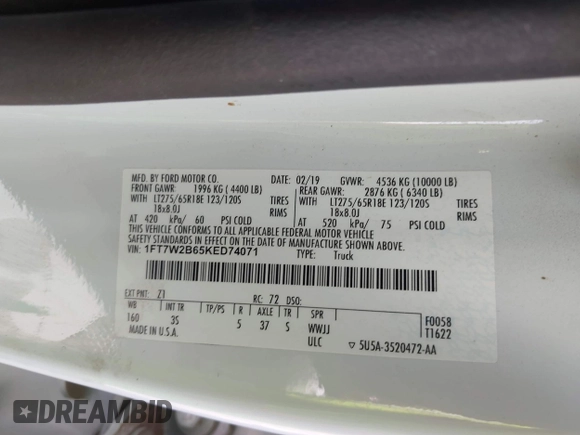 MFD. BY FORD MOTOR CO. 02/19 GVWR: 4536 KG (10000 LB)
FRONT GAWR: 1996 KG (4400 LB) REAR GAWR: 2876 KG (6340 LB)
WITH LT275/65R18E 123/120S TIRES WITH LT275/65R18E 123/120S TIRES
18x8.0J RIMS 18x8.0J RIMS
AT 420 kPa/ 60 PSI COLD AT 520 kPa/ 75 PSI COLD
THIS VEHICLE CONFORMS TO ALL APPLICABLE FEDERAL MOTOR VEHICLE
SAFETY STANDARDS IN EFFECT ON THE DATE OF MANUFACTURE SHOWN ABOVE.
VIN: 1FT7W2B65KED74071 TYPE: Truck
EXT PNT: Z1 RC: 72 DSO:
WB INT TR TP/PS R AXLE TR SPR F0058
160 3S 5 37 S WWJJ T1622
MADE IN U.S.A. ULC ▽ 5U5A-3520472-AA
DREAMBID